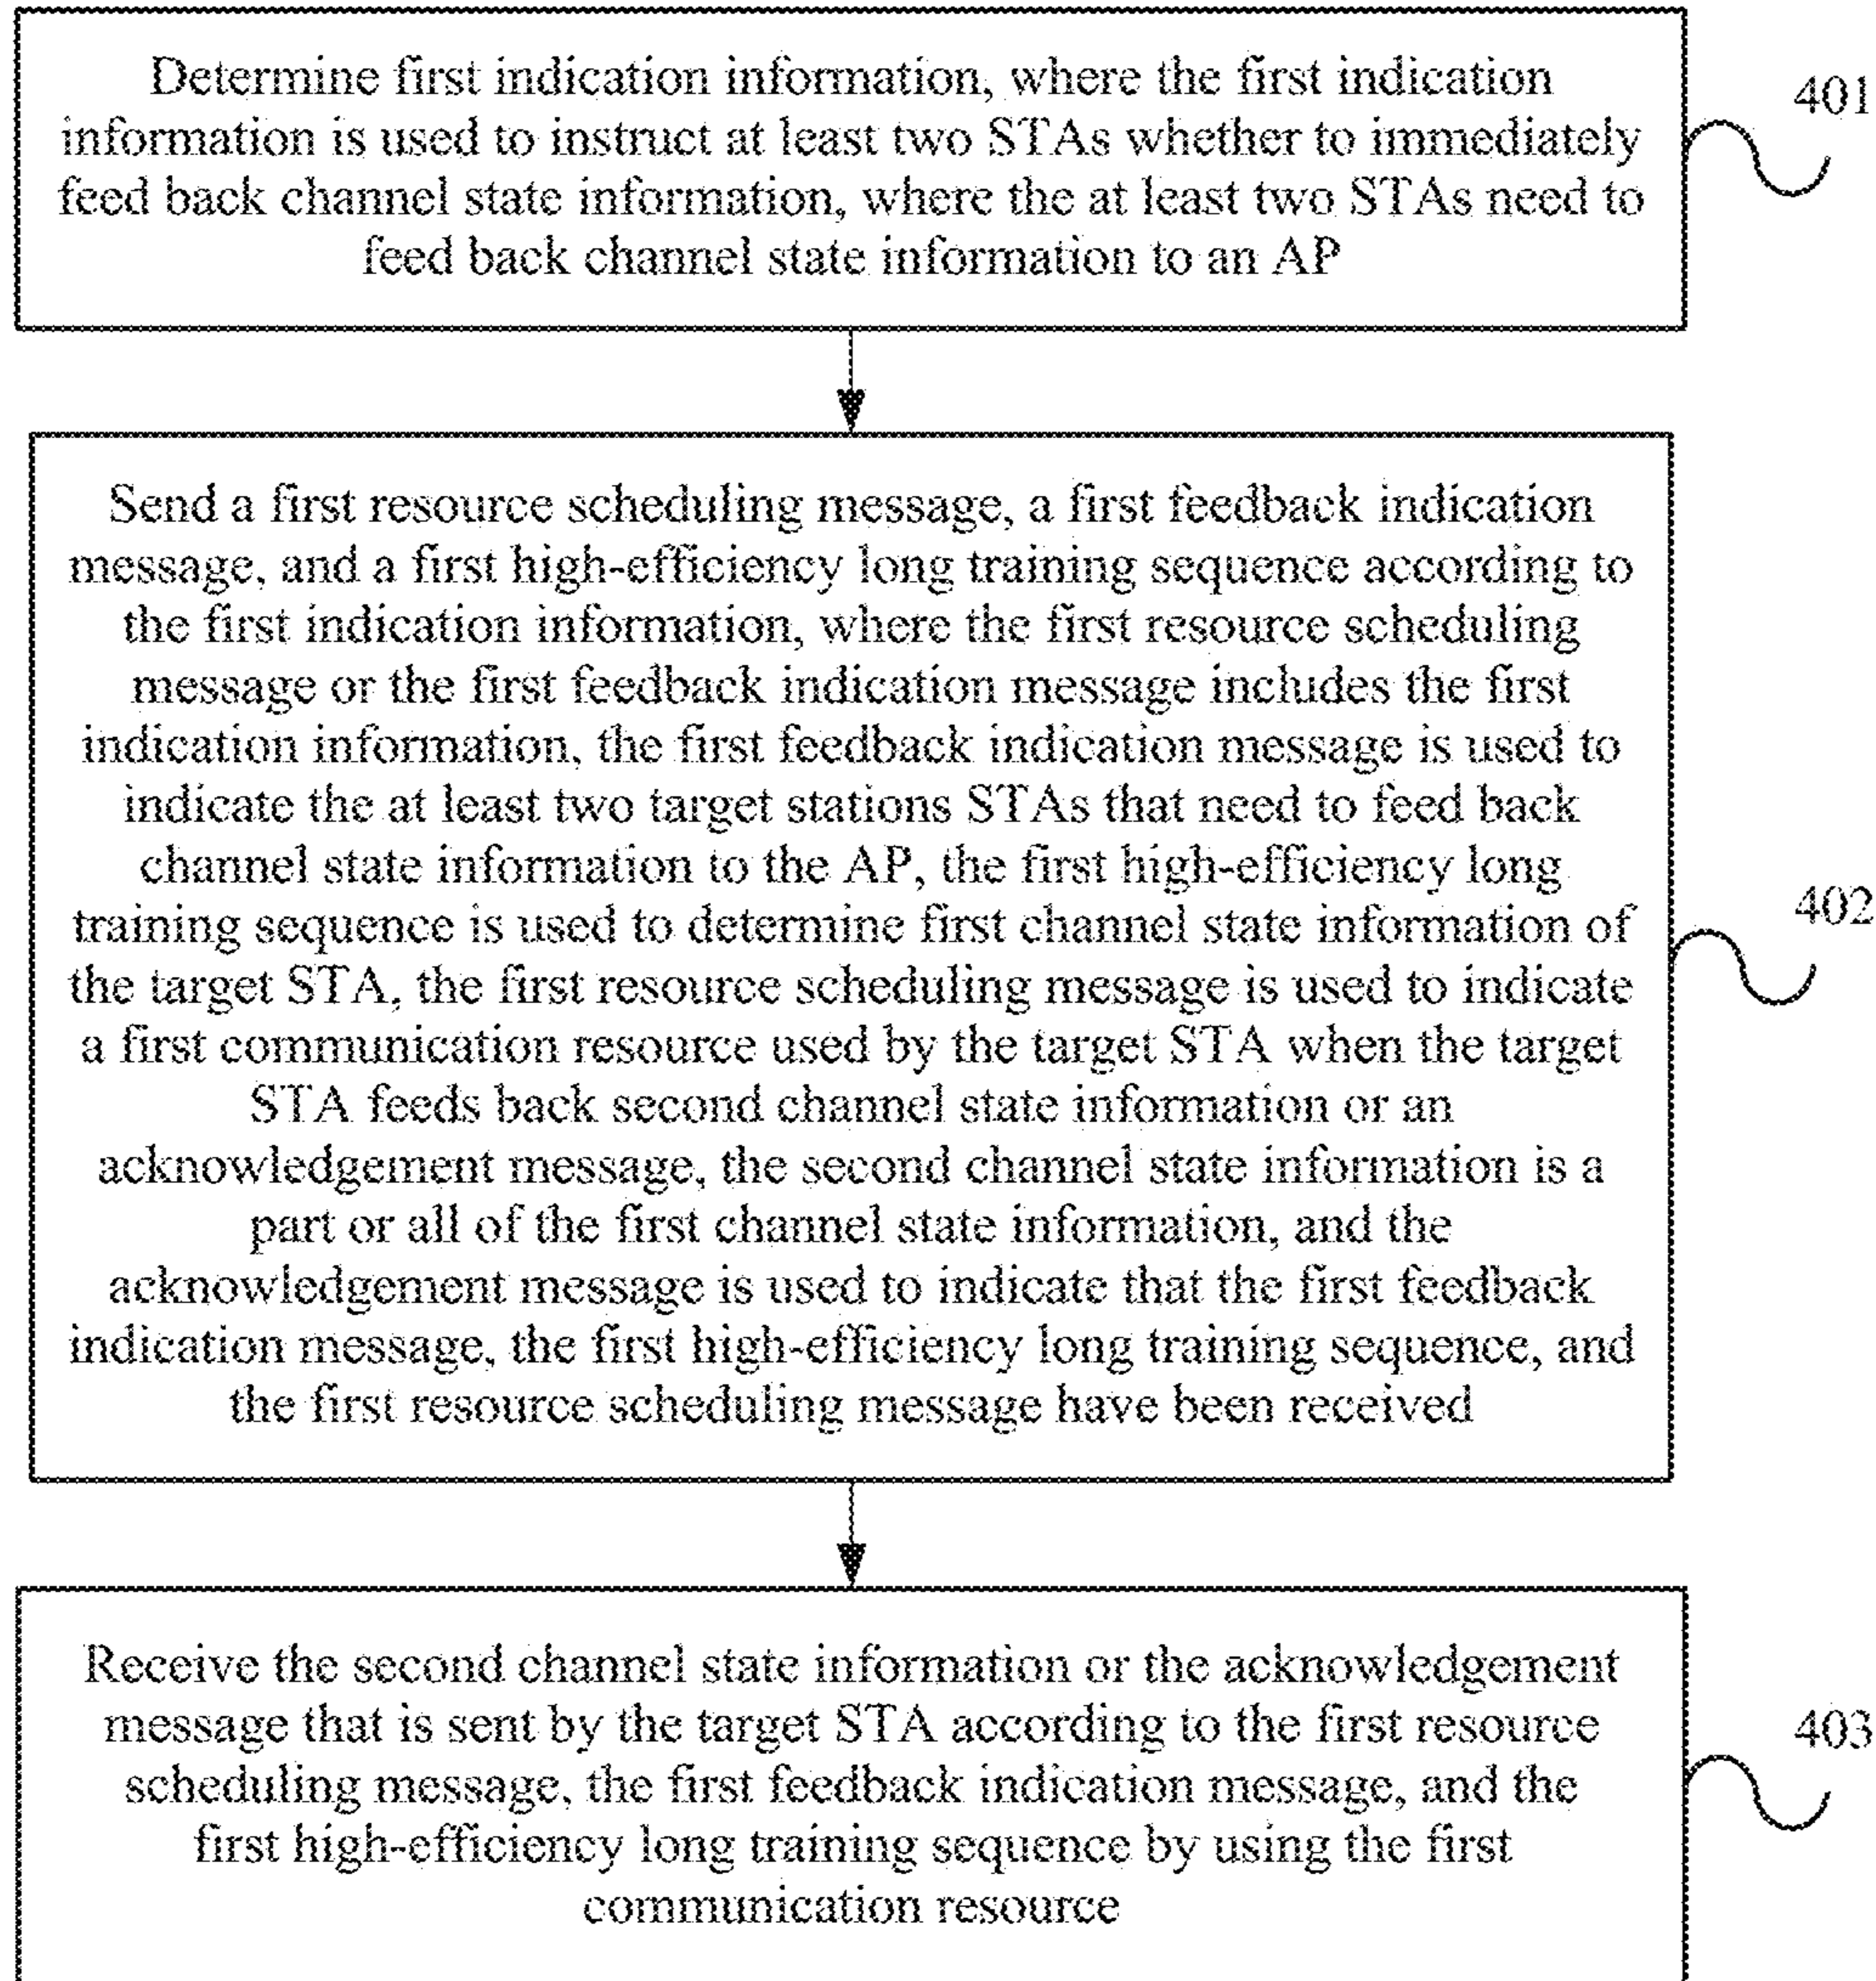 Determine first indication information, where the first indication
information is used to instruct at least two STAs whether to immediately
feed back channel state information, where the at least two STAs need to
feed back channel state information to an AP
401
Send a first resource scheduling message, a first feedback indication
message, and a first high-efficiency long training sequence according to
the first indication information, where the first resource scheduling
message or the first feedback indication message includes the first
indication information, the first feedback indication message is used to
indicate the at least two target stations STAs that need to feed back
channel state information to the AP, the first high-efficiency long
training sequence is used to determine first channel state information of
the target STA, the first resource scheduling message is used to indicate
a first communication resource used by the target STA when the target
STA feeds back second channel state information or an
acknowledgement message, the second channel state information is a
part or all of the first channel state information, and the
acknowledgement message is used to indicate that the first feedback
indication message, the first high-efficiency long training sequence, and
the first resource scheduling message have been received
402
Receive the second channel state information or the acknowledgement
message that is sent by the target STA according to the first resource
scheduling message, the first feedback indication message, and the
first high-efficiency long training sequence by using the first
communication resource
403